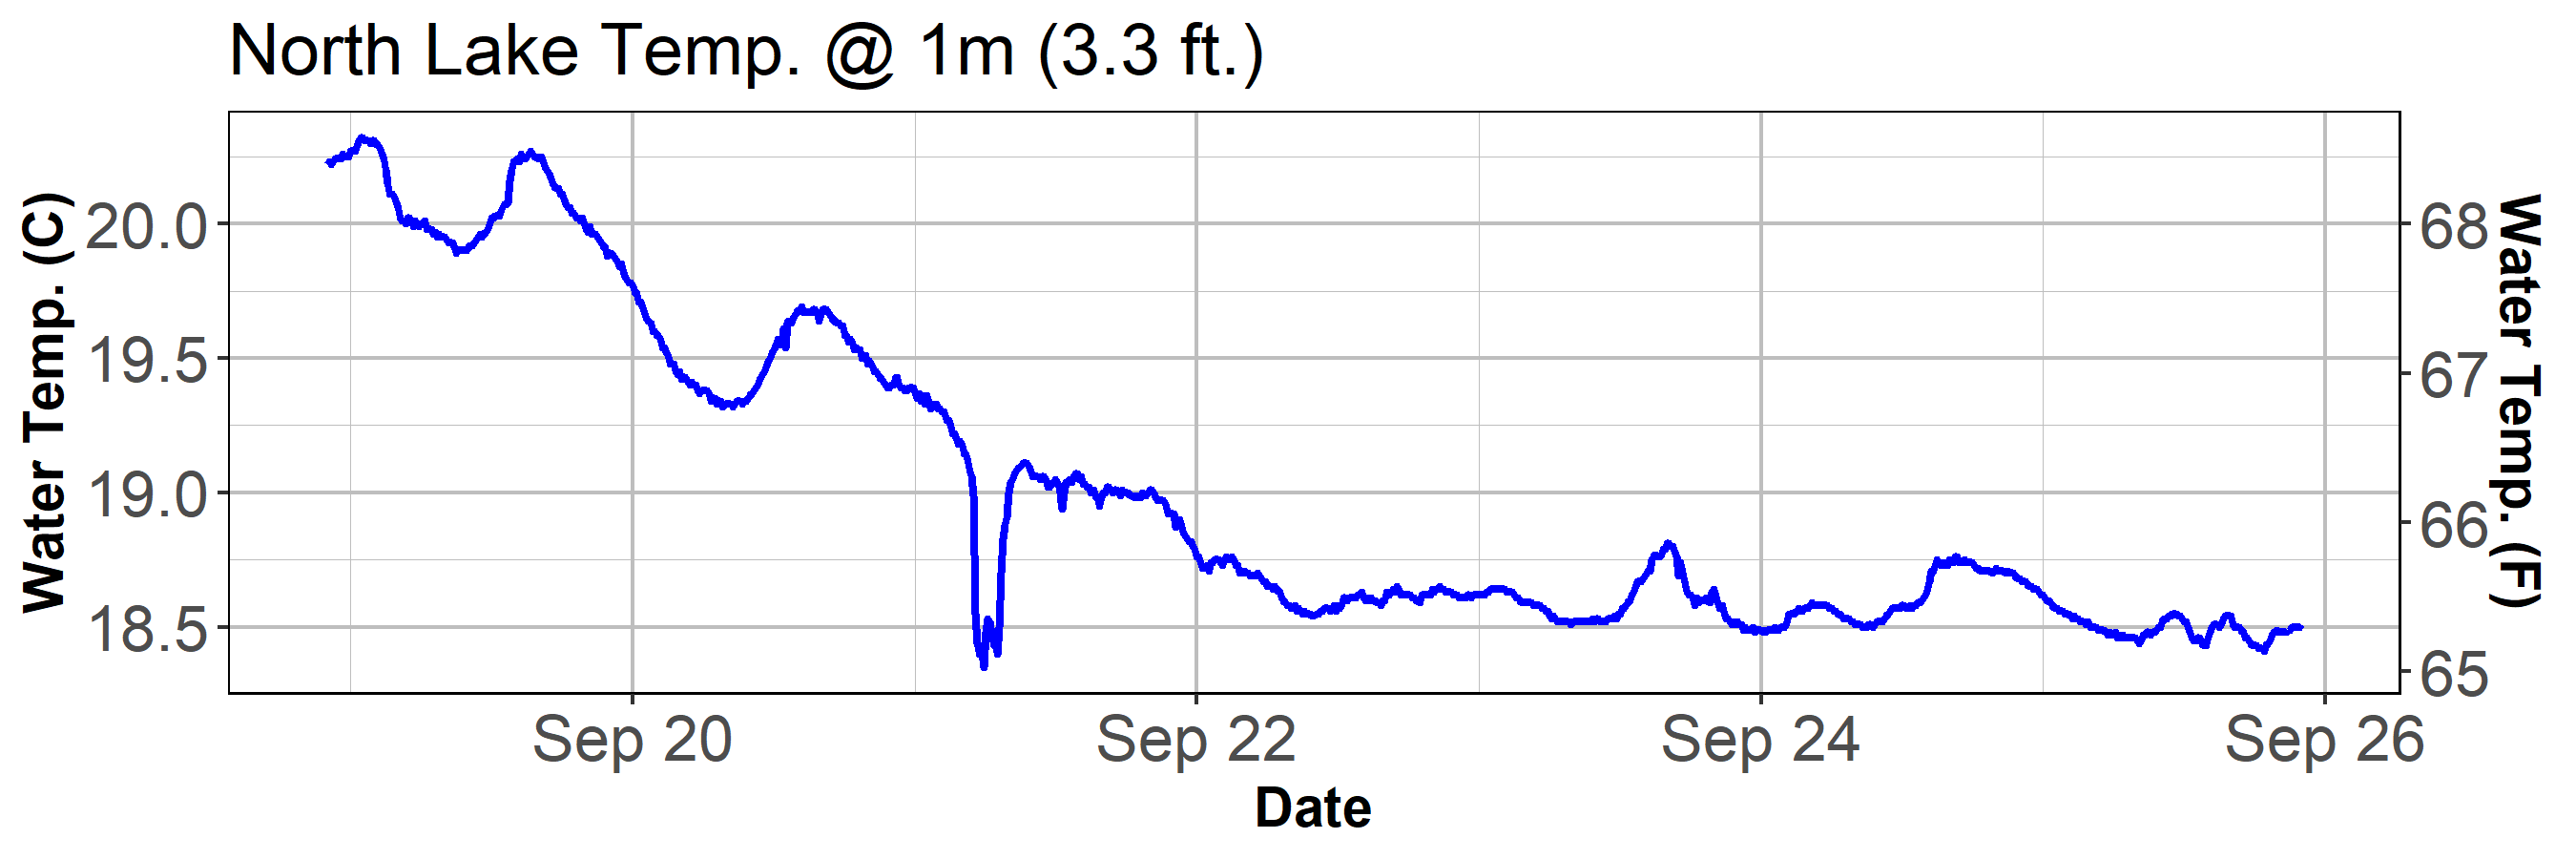 North Lake Temp. @ 1m (3.3 ft.)
Water Temp. (C)
20.0
19.5
19.0
18.5
68
67
66
65
Water Temp. (F)
Sep 20 Sep 22 Sep 24 Sep 26
Date